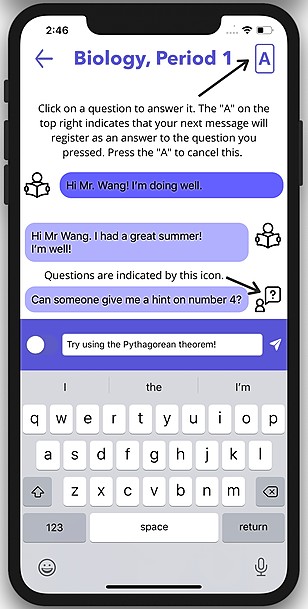 2:46
Biology, Period 1 A
Click on a question to answer it. The "A" on the
top right indicates that your next message will
register as an answer to the question you
pressed. Press the "A" to cancel this.
Hi Mr. Wang! I'm doing well.
Hi Mr Wang. I had a great summer!
I'm well!
Questions are indicated by this icon.
Can someone give me a hint on number 4? ?
Try using the Pythagorean theorem!
I the I'm
q w e r t y u i o p
a s d f g h j k l
z x c v b n m
123 space return